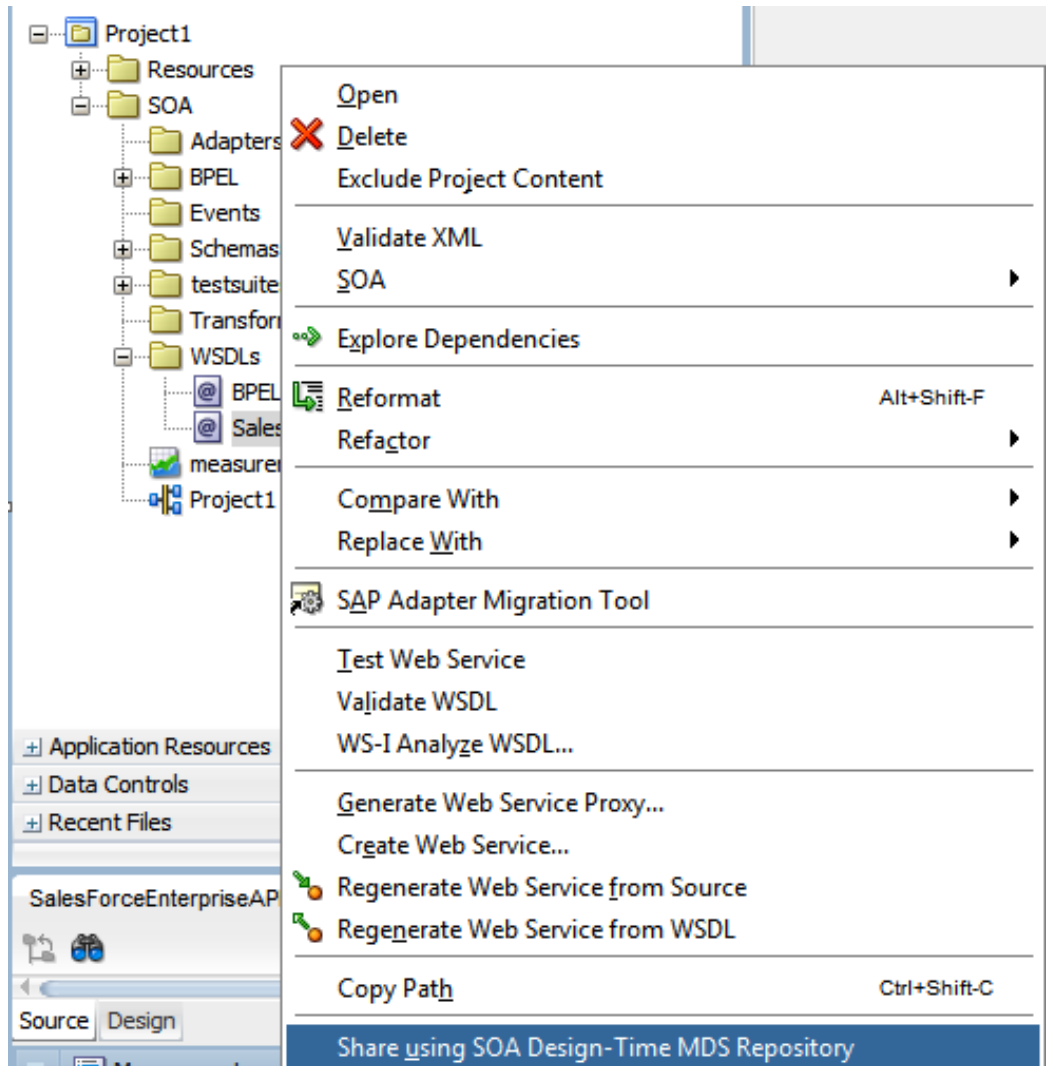 Project1
Resources
SOA
Adapters
BPEL
Events
Schemas
testsuite
Transfor
WSDLs
BPEL
Sales
measure
Project1
Open
Delete
Exclude Project Content
Validate XML
SOA
Explore Dependencies
Reformat Alt+Shift-F
Refactor
Compare With
Replace With
SAP Adapter Migration Tool
Test Web Service
Validate WSDL
WS-I Analyze WSDL...
Generate Web Service Proxy...
Create Web Service...
Regenerate Web Service from Source
Regenerate Web Service from WSDL
Copy Path Ctrl+Shift-C
Share using SOA Design-Time MDS Repository
Application Resources
Data Controls
Recent Files
SalesForceEnterpriseAP
Source Design